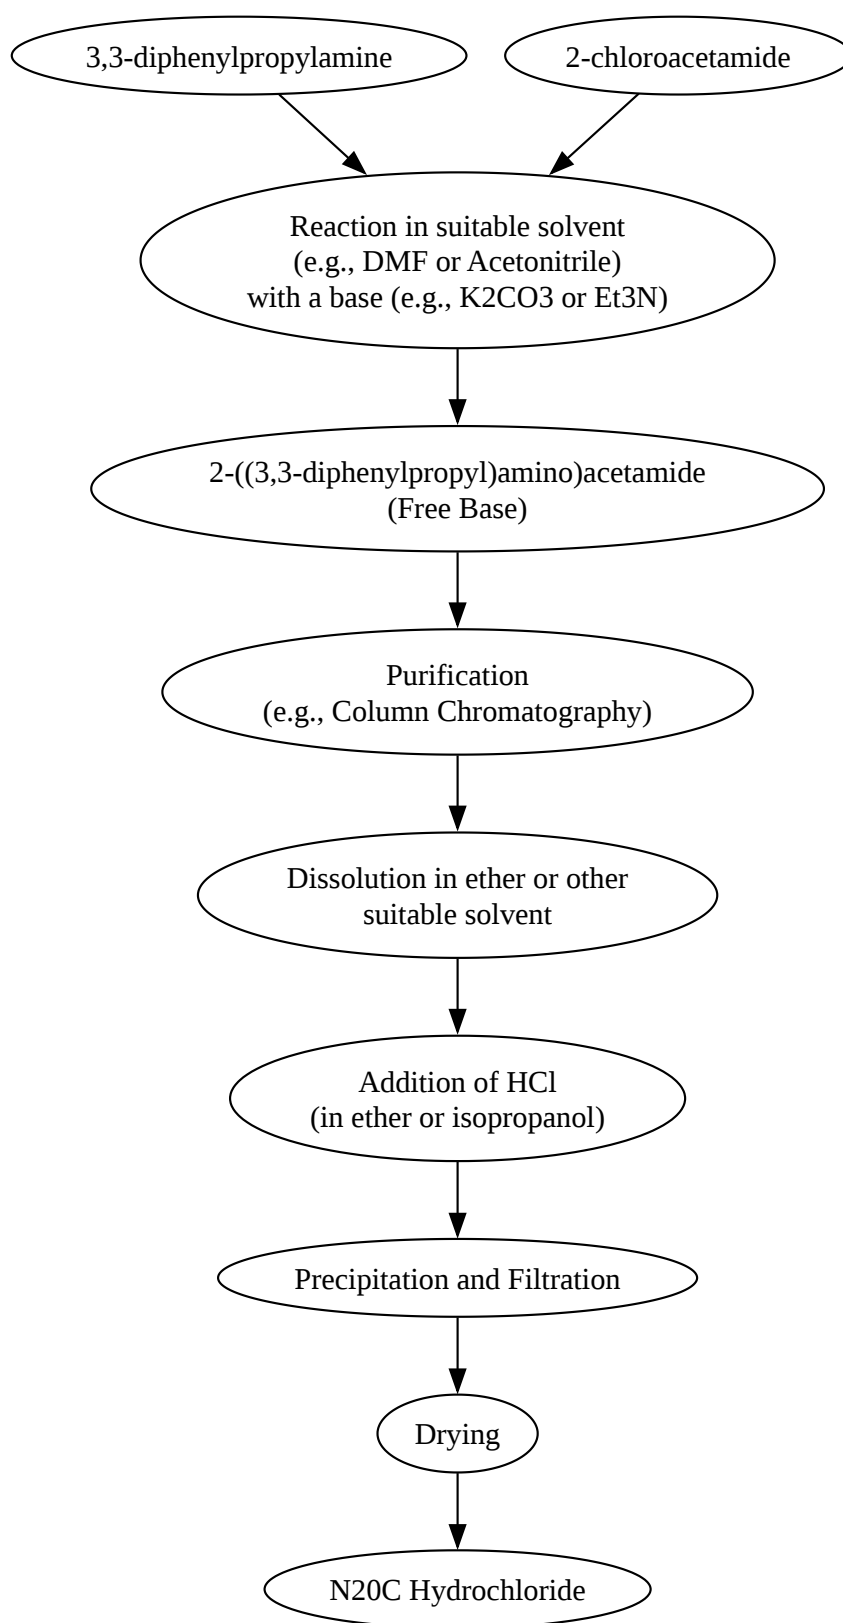 3,3-diphenylpropylamine
2-chloroacetamide
Reaction in suitable solvent
(e.g., DMF or Acetonitrile)
with a base (e.g., K2CO3 or Et3N)
2-((3,3-diphenylpropyl)amino)acetamide
(Free Base)
Purification
(e.g., Column Chromatography)
Dissolution in ether or other
suitable solvent
Addition of HCl
(in ether or isopropanol)
Precipitation and Filtration
Drying
N20C Hydrochloride